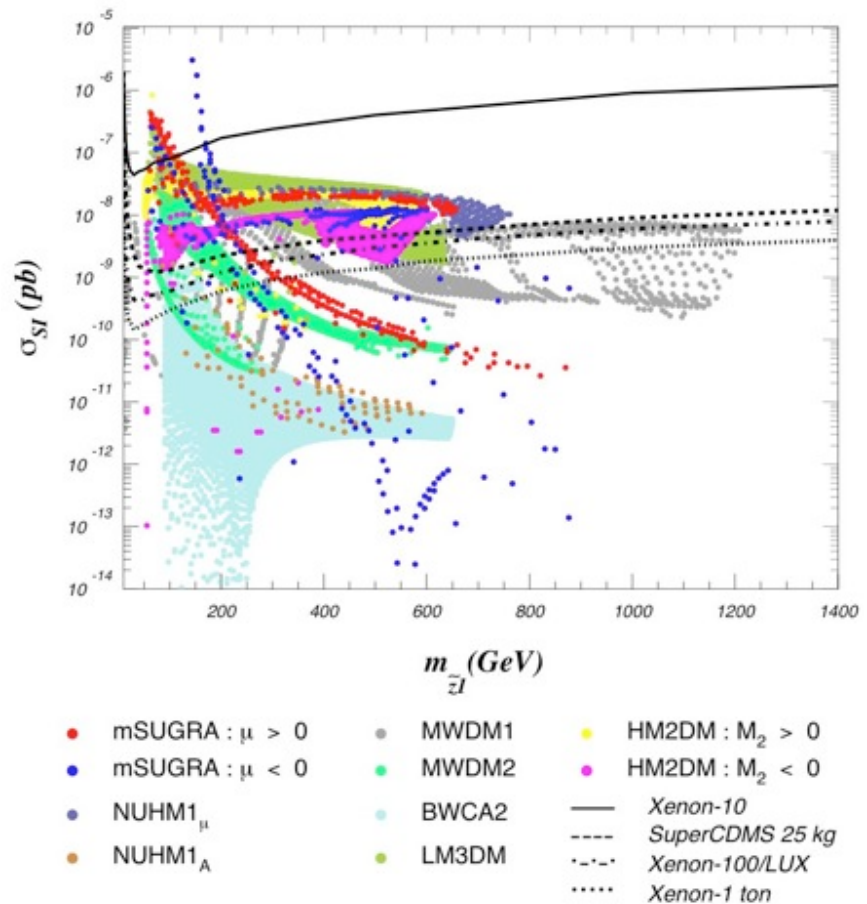 10 -5
10 -6
10 -7
10 -8
10 -9
10 -10
10 -11
10 -12
10 -13
10 -14
σSI (pb)
200 400 600 800 1000 1200 1400
m z̃1 (GeV)
mSUGRA : μ > 0
mSUGRA : μ < 0
NUHM1μ
NUHM1A
MWDM1
MWDM2
BWCA2
LM3DM
HM2DM : M2 > 0
HM2DM : M2 < 0
Xenon-10
SuperCDMS 25 kg
Xenon-100/LUX
Xenon-1 ton